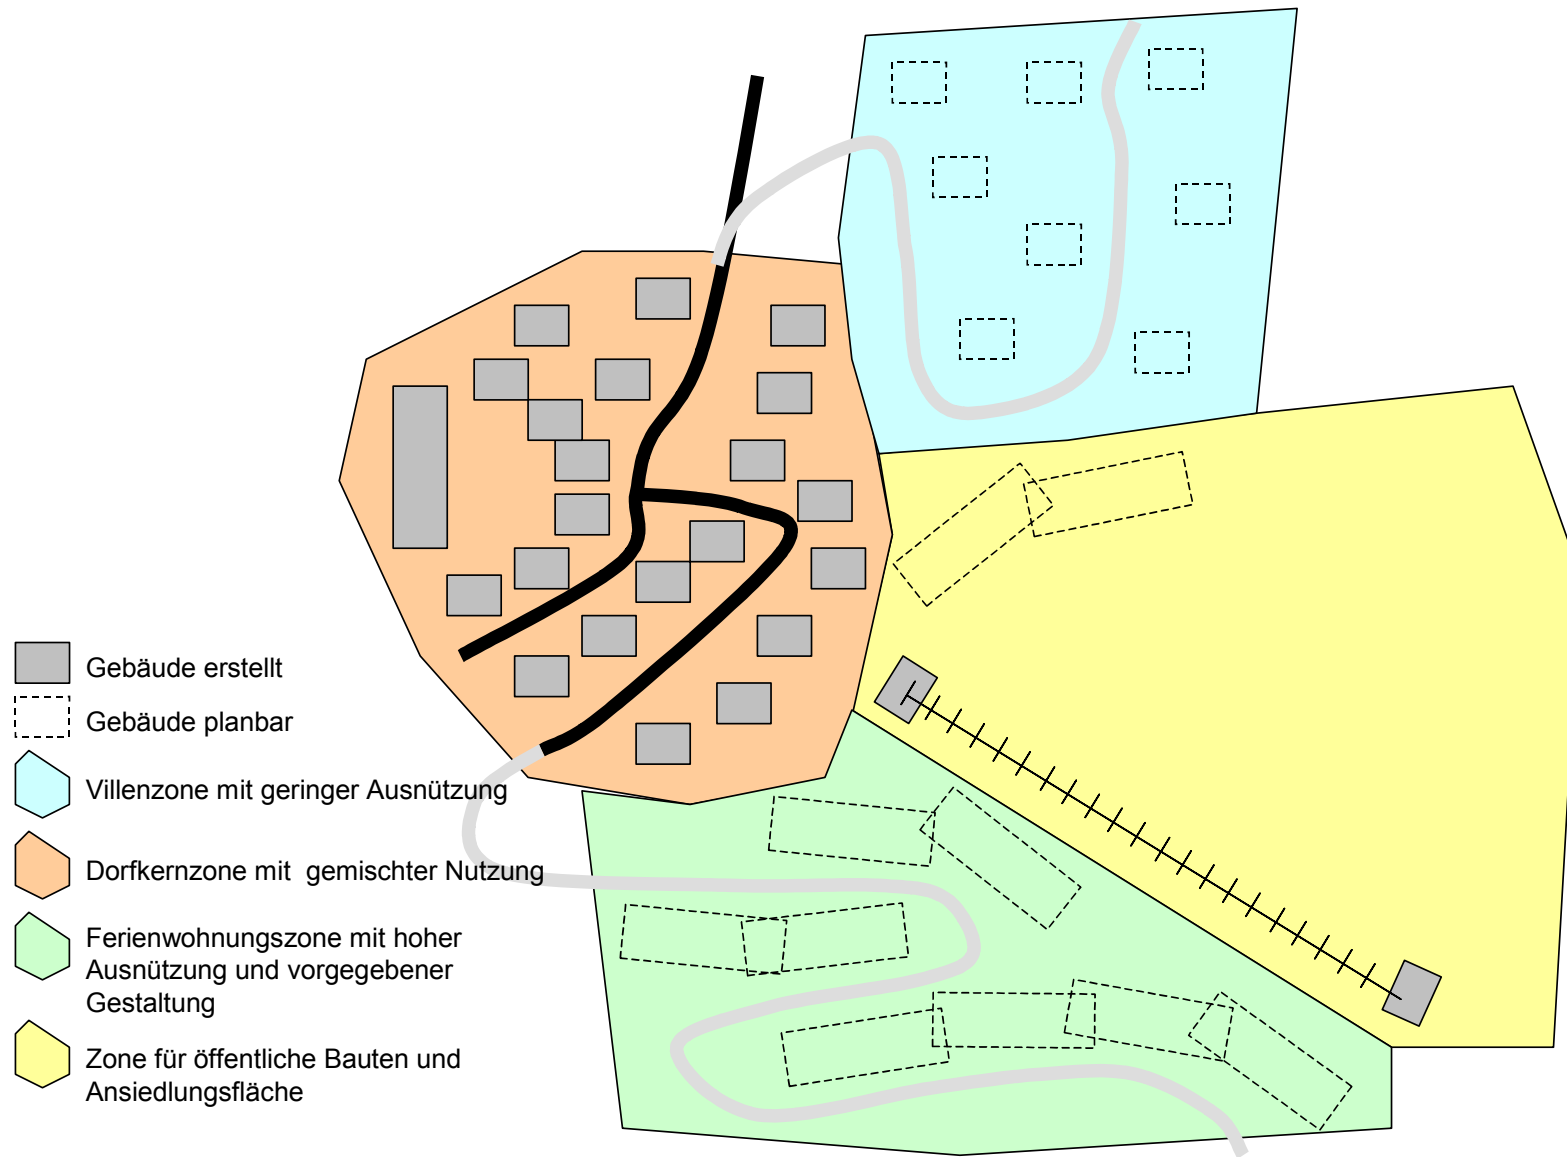 Gebäude erstellt
Gebäude planbar
Villenzone mit geringer Ausnützung
Dorfkernzone mit  gemischter Nutzung
Ferienwohnungszone mit hoher
Ausnützung und vorgegebener
Gestaltung
Zone für öffentliche Bauten und
Ansiedlungsfläche